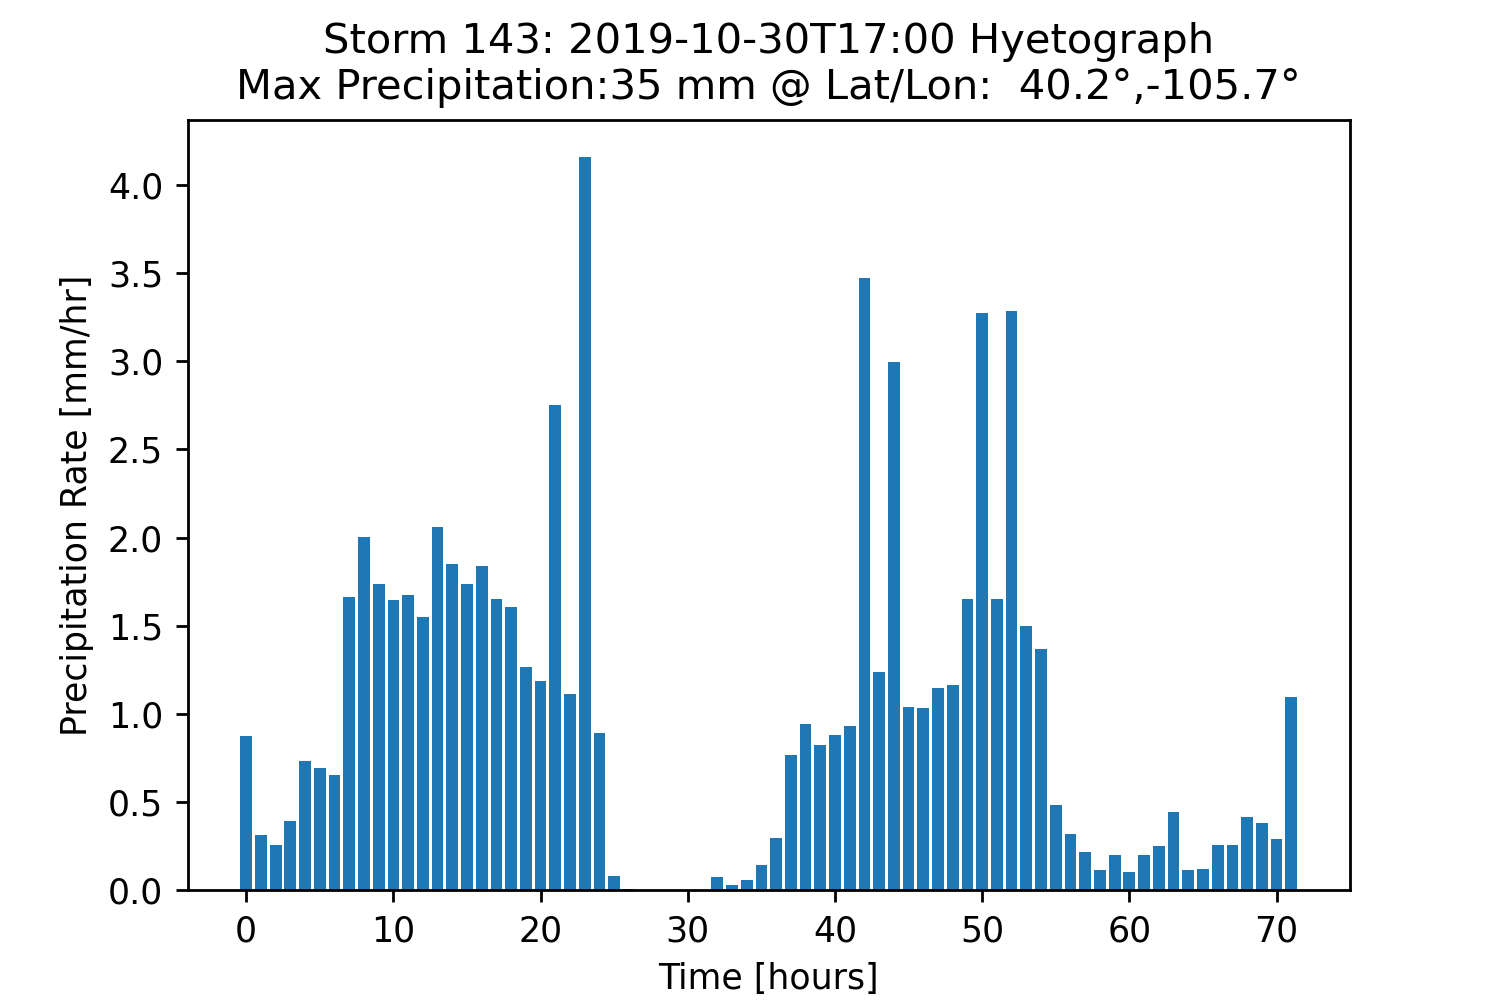 Storm 143: 2019-10-30T17:00 Hyetograph
Max Precipitation:35 mm @ Lat/Lon:  40.2°,-105.7°
4.0
3.5
3.0
2.5
2.0
1.5
1.0
0.5
0.0
Precipitation Rate [mm/hr]
0 10 20 30 40 50 60 70
Time [hours]